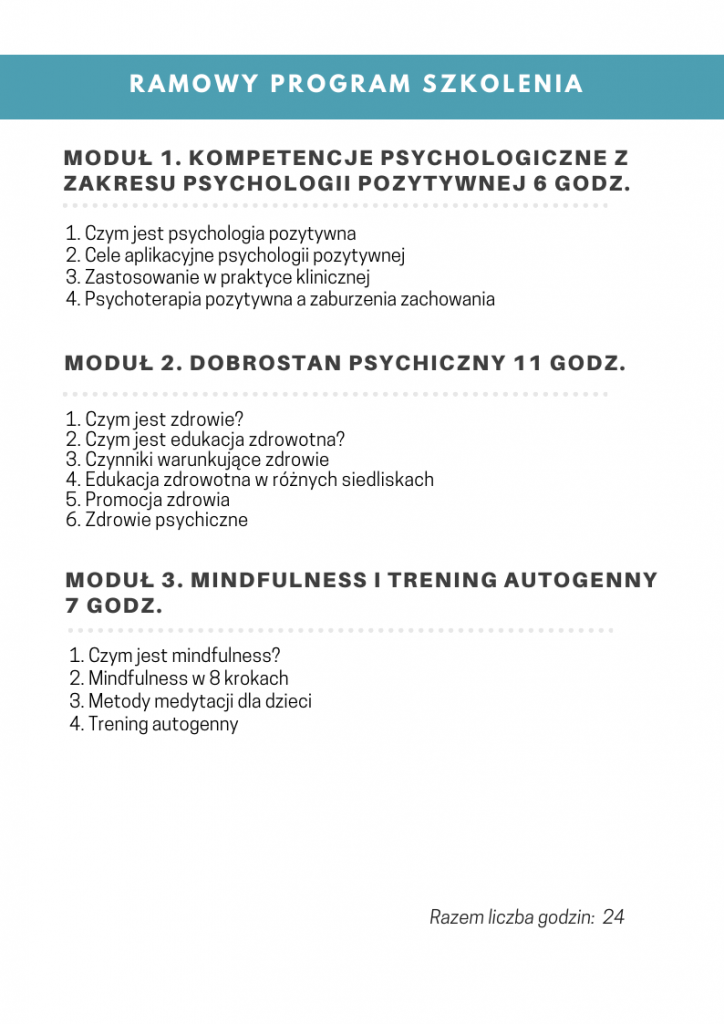 RAMOWY PROGRAM SZKOLENIA
MODUŁ 1. KOMPETENCJE PSYCHOLOGICZNE Z
ZAKRESU PSYCHOLOGII POZYTYWNEJ 6 GODZ.
1. Czym jest psychologia pozytywna
2. Cele aplikacyjne psychologii pozytywnej
3. Zastosowanie w praktyce klinicznej
4. Psychoterapia pozytywna a zaburzenia zachowania
MODUŁ 2. DOBROSTAN PSYCHICZNY 11 GODZ.
1. Czym jest zdrowie?
2. Czym jest edukacja zdrowotna?
3. Czynniki warunkujące zdrowie
4. Edukacja zdrowotna w różnych siedliskach
5. Promocja zdrowia
6. Zdrowie psychiczne
MODUŁ 3. MINDFULNESS I TRENING AUTOGENNY
7 GODZ.
1. Czym jest mindfulness?
2. Mindfulness w 8 krokach
3. Metody medytacji dla dzieci
4. Trening autogenny
Razem liczba godzin: 24